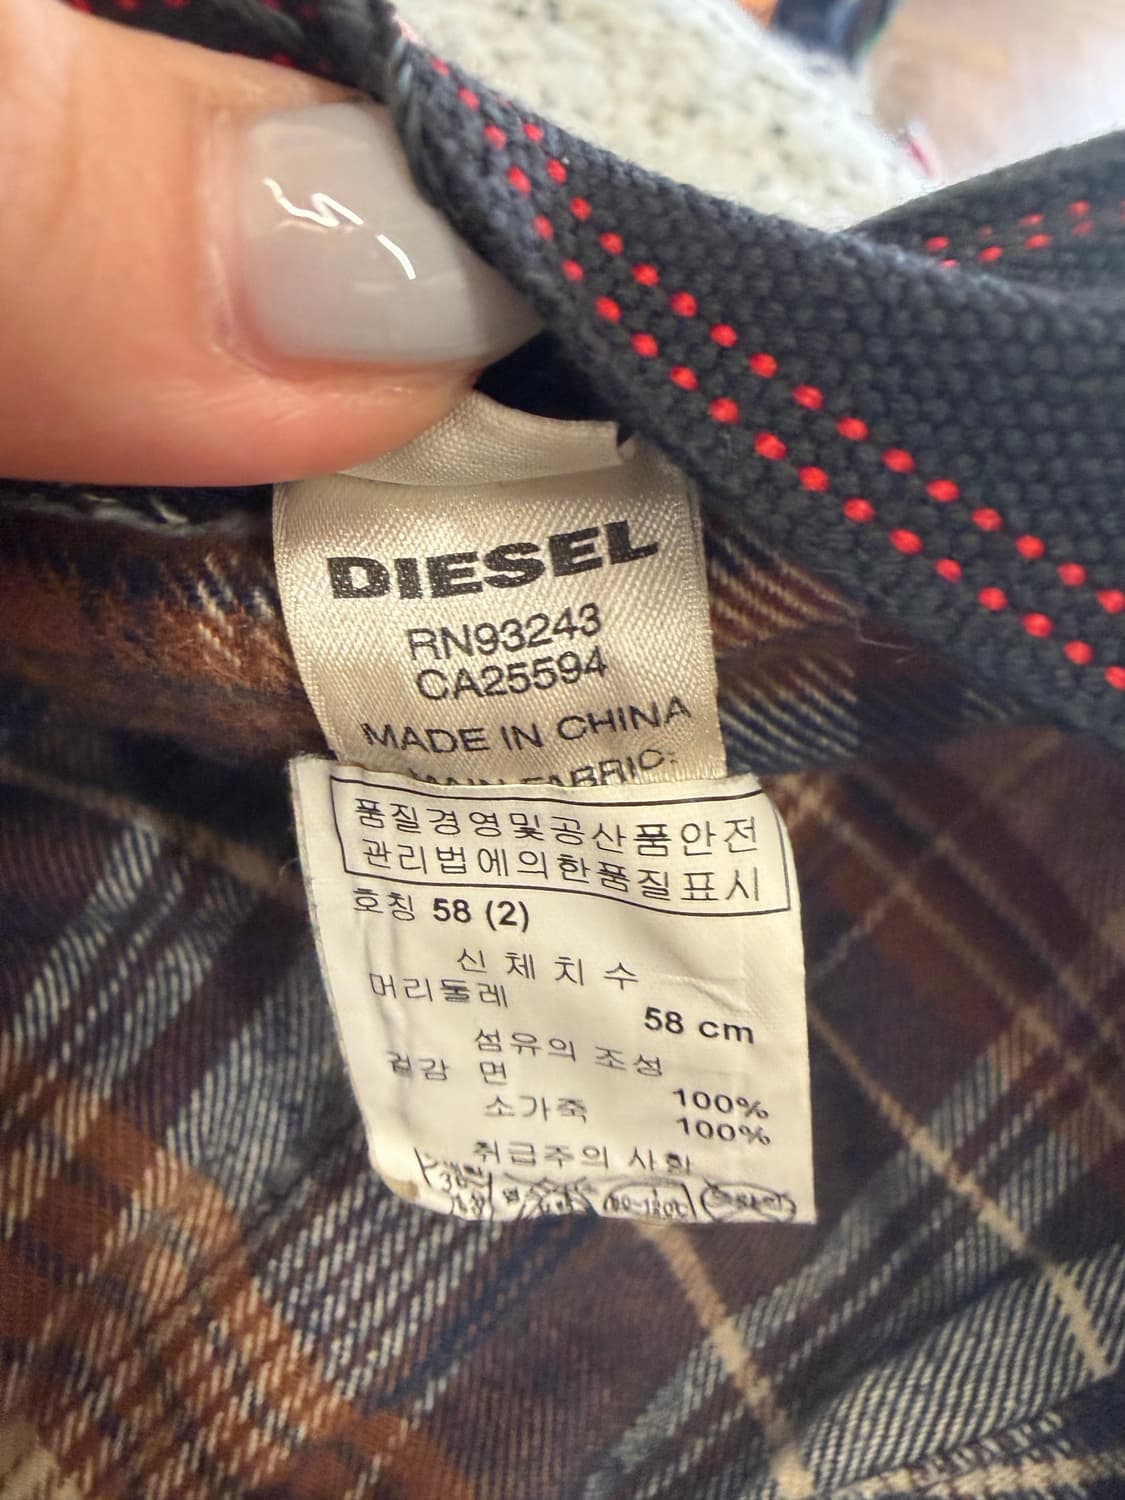 DIESEL
RN93243
CA25594
MADE IN CHINA
MAIN FABRIC:
품질경영및공산품안전
관리법에의한품질표시
호칭 58 (2)
신 체 치 수
머리둘레
58 cm
섬유의 조성
겉감 면 100%
소가죽 100%
취급주의 사항